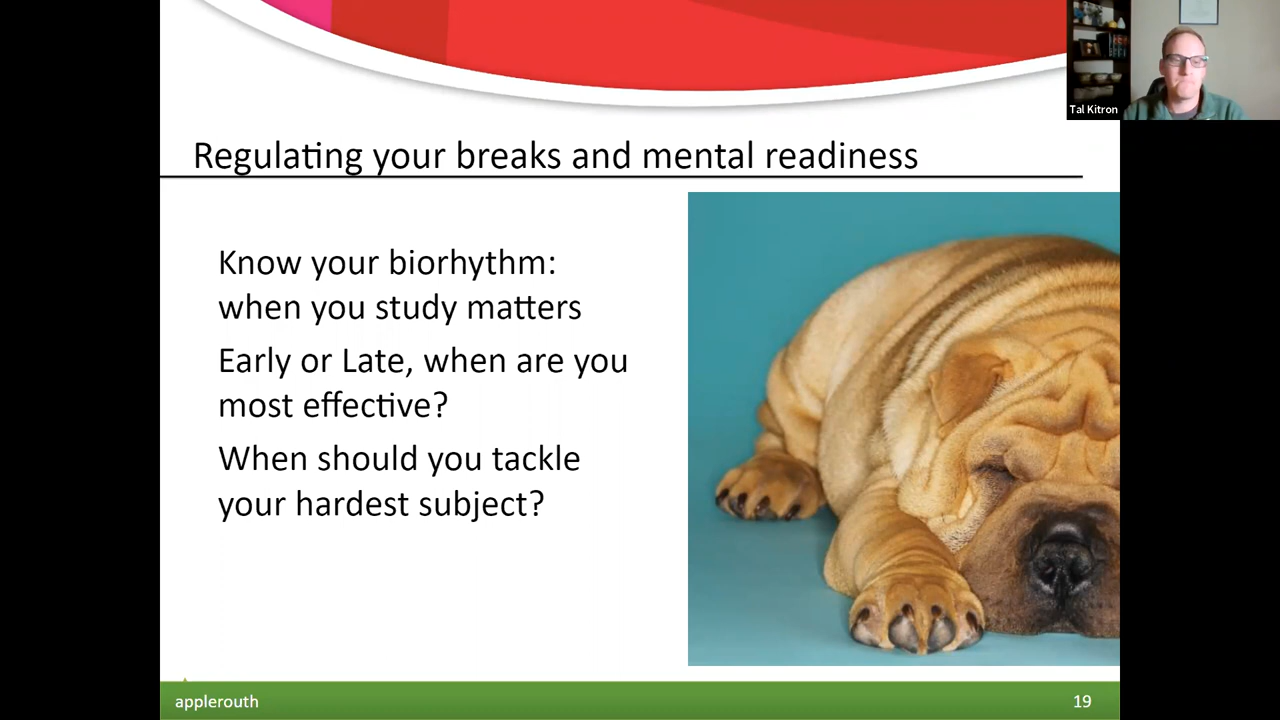 Tal Kitron
Regulating your breaks and mental readiness
Know your biorhythm:
when you study matters
Early or Late, when are you
most effective?
When should you tackle
your hardest subject?
applerouth
19